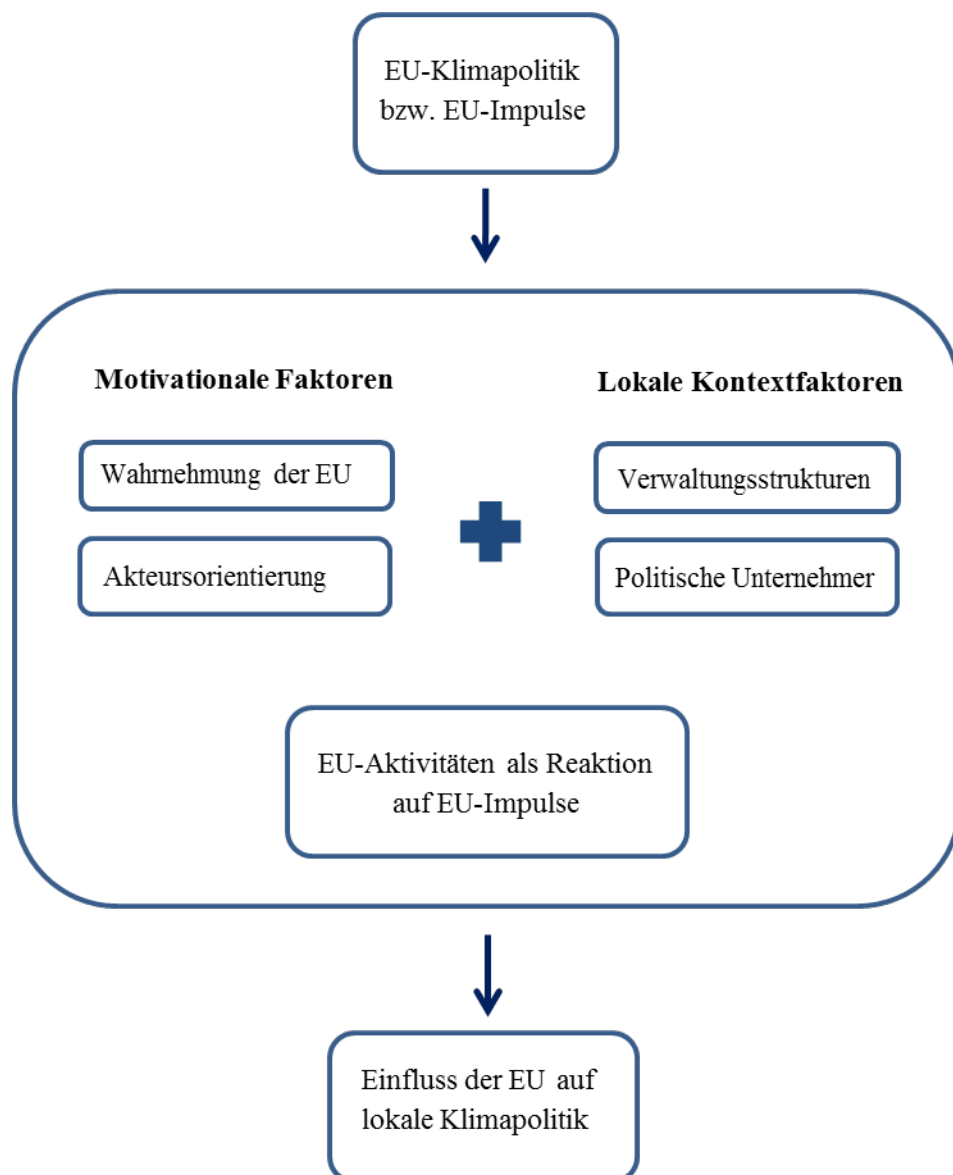 EU-Klimapolitik
bzw. EU-Impulse
Motivationale Faktoren
Wahrnehmung der EU
Akteursorientierung
Lokale Kontextfaktoren
Verwaltungsstrukturen
Politische Unternehmer
EU-Aktivitäten als Reaktion
auf EU-Impulse
Einfluss der EU auf
lokale Klimapolitik